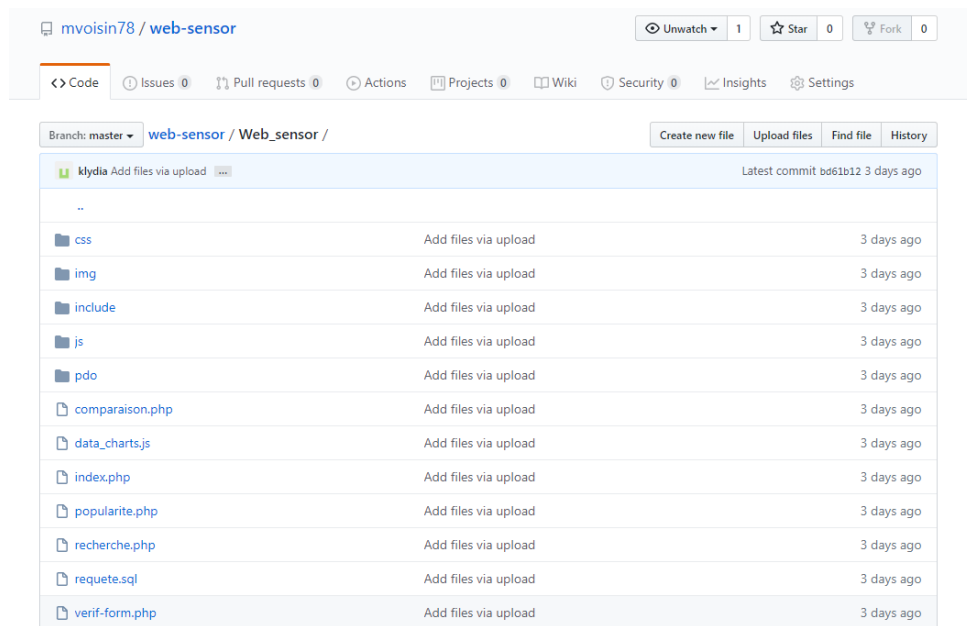 mvoisin78 / web-sensor Unwatch 1 Star 0 Fork 0
Code Issues 0 Pull requests 0 Actions Projects 0 Wiki Security 0 Insights Settings
Branch: master web-sensor / Web_sensor / Create new file Upload files Find file History
klydia Add files via upload ... Latest commit bd61b12 3 days ago
..
css Add files via upload 3 days ago
img Add files via upload 3 days ago
include Add files via upload 3 days ago
js Add files via upload 3 days ago
pdo Add files via upload 3 days ago
comparaison.php Add files via upload 3 days ago
data_charts.js Add files via upload 3 days ago
index.php Add files via upload 3 days ago
popularite.php Add files via upload 3 days ago
recherche.php Add files via upload 3 days ago
requete.sql Add files via upload 3 days ago
verif-form.php Add files via upload 3 days ago